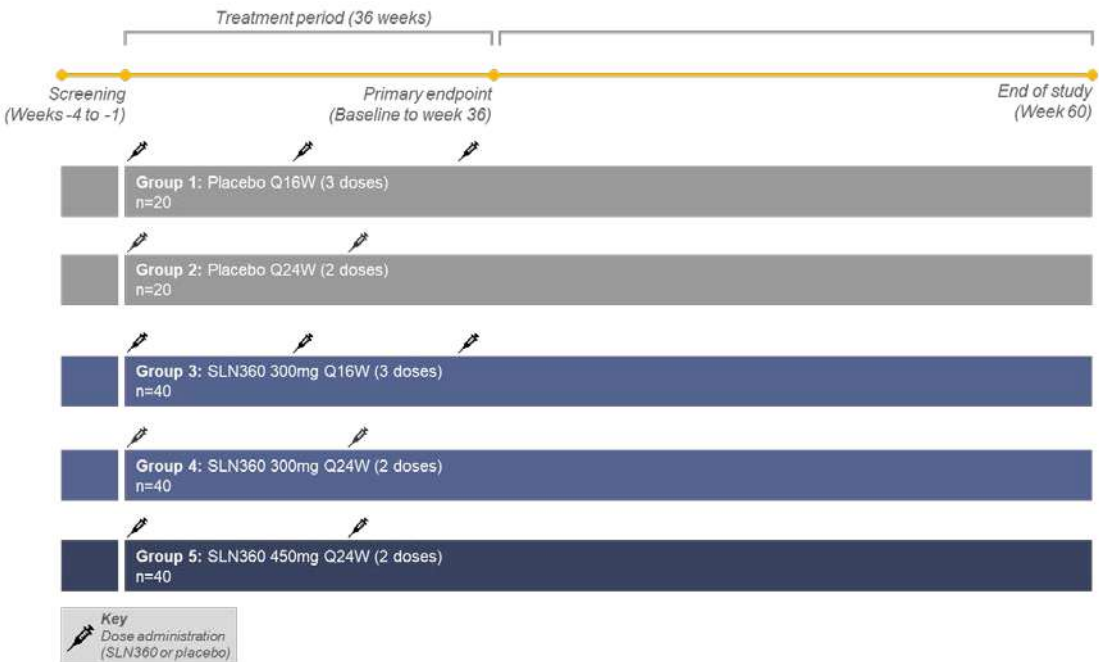 Treatment period (36 weeks)
Screening
(Weeks -4 to -1)
Primary endpoint
(Baseline to week 36)
End of study
(Week 60)
Group 1: Placebo Q16W (3 doses)
n=20
Group 2: Placebo Q24W (2 doses)
n=20
Group 3: SLN360 300mg Q16W (3 doses)
n=40
Group 4: SLN360 300mg Q24W (2 doses)
n=40
Group 5: SLN360 450mg Q24W (2 doses)
n=40
Key
Dose administration
(SLN360 or placebo)